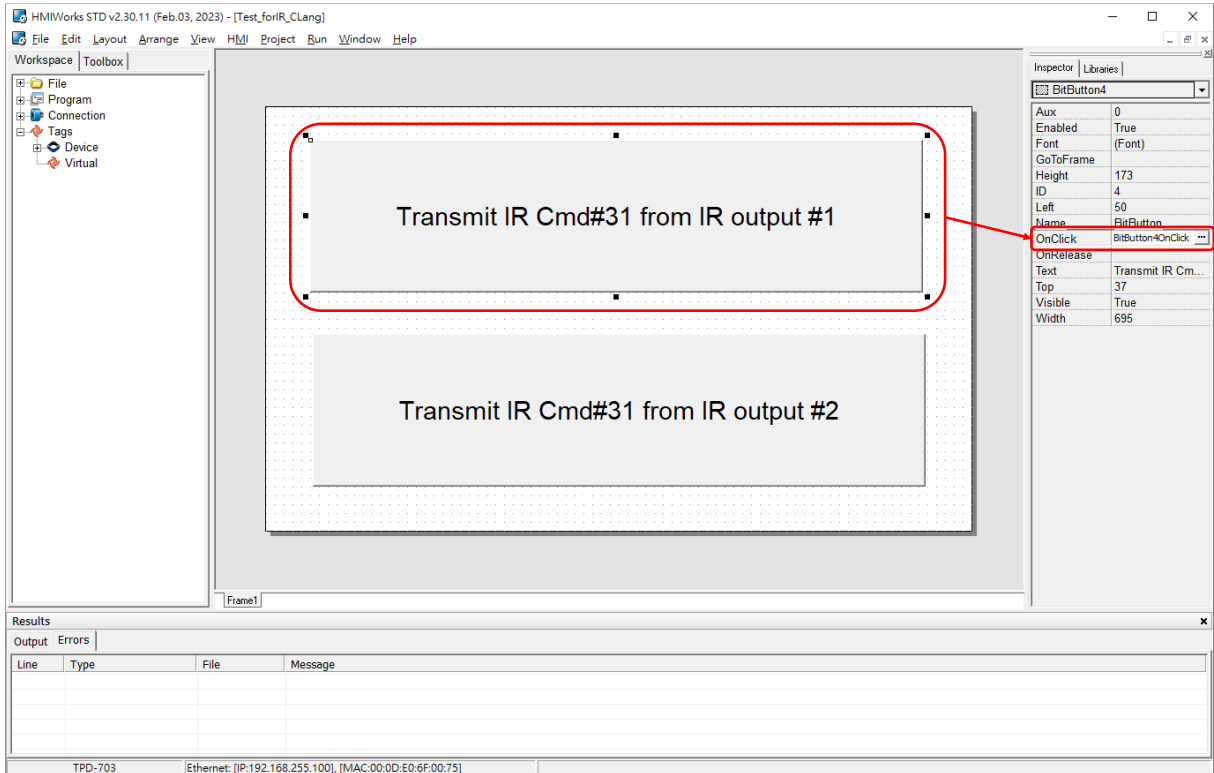 HMIWorks STD v2.30.11 (Feb.03, 2023) - [Test_forIR_CLang]
File Edit Layout Arrange View HMI Project Run Window Help
Workspace Toolbox
File
Program
Connection
Tags
Device
Virtual
Transmit IR Cmd#31 from IR output #1
Transmit IR Cmd#31 from IR output #2
Frame1
Inspector Libraries
BitButton4
Aux 0
Enabled True
Font (Font)
GoToFrame
Height 173
ID 4
Left 50
Name BitButton
OnClick BitButton4OnClick ...
OnRelease
Text Transmit IR Cm...
Top 37
Visible True
Width 695
Results
Output Errors
Line Type File Message
TPD-703 Ethernet: [IP:192.168.255.100], [MAC:00:0D:E0:6F:00:75]